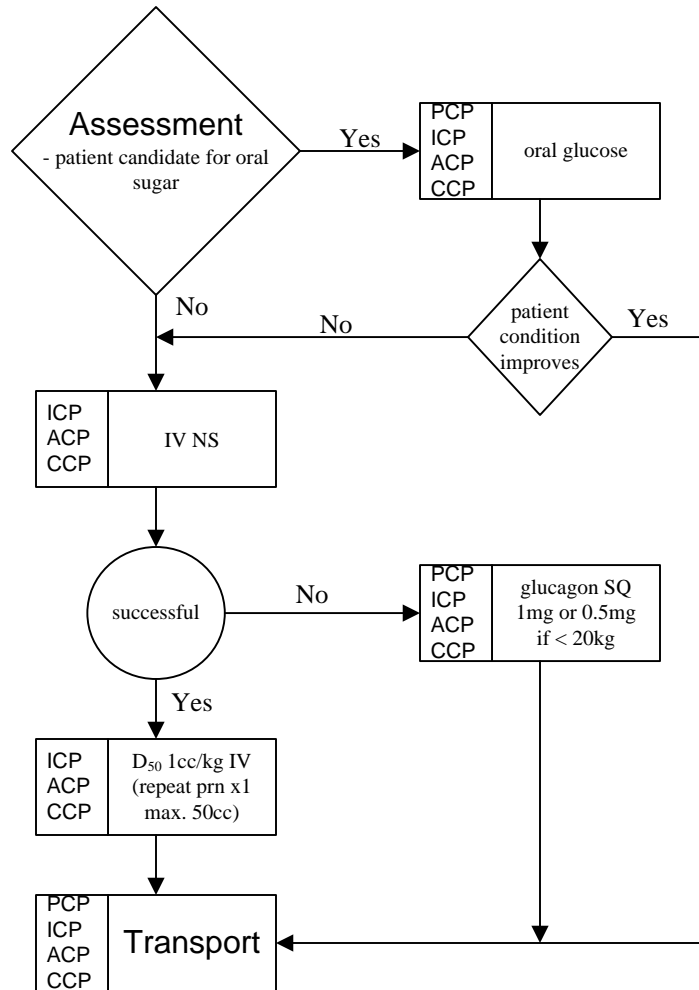 Assessment
- patient candidate for oral
sugar
Yes
PCP
ICP
ACP
CCP
oral glucose
No
No
patient
condition
improves
Yes
ICP
ACP
CCP
IV NS
successful
No
PCP
ICP
ACP
CCP
glucagon SQ
1mg or 0.5mg
if < 20kg
Yes
ICP
ACP
CCP
D₅₀ 1cc/kg IV
(repeat prn x1
max. 50cc)
PCP
ICP
ACP
CCP
Transport